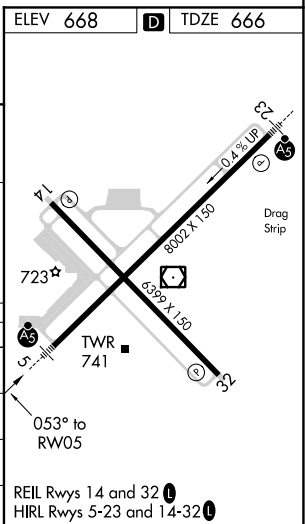 ELEV 668
D
TDZE 666
23
A5
0.4 % UP
P
14
P
8002 X 150
Drag
Strip
723
6399 X 150
A5
TWR
741
5
P
32
053° to
RW05
REIL Rwys 14 and 32 L
HIRL Rwys 5-23 and 14-32 L